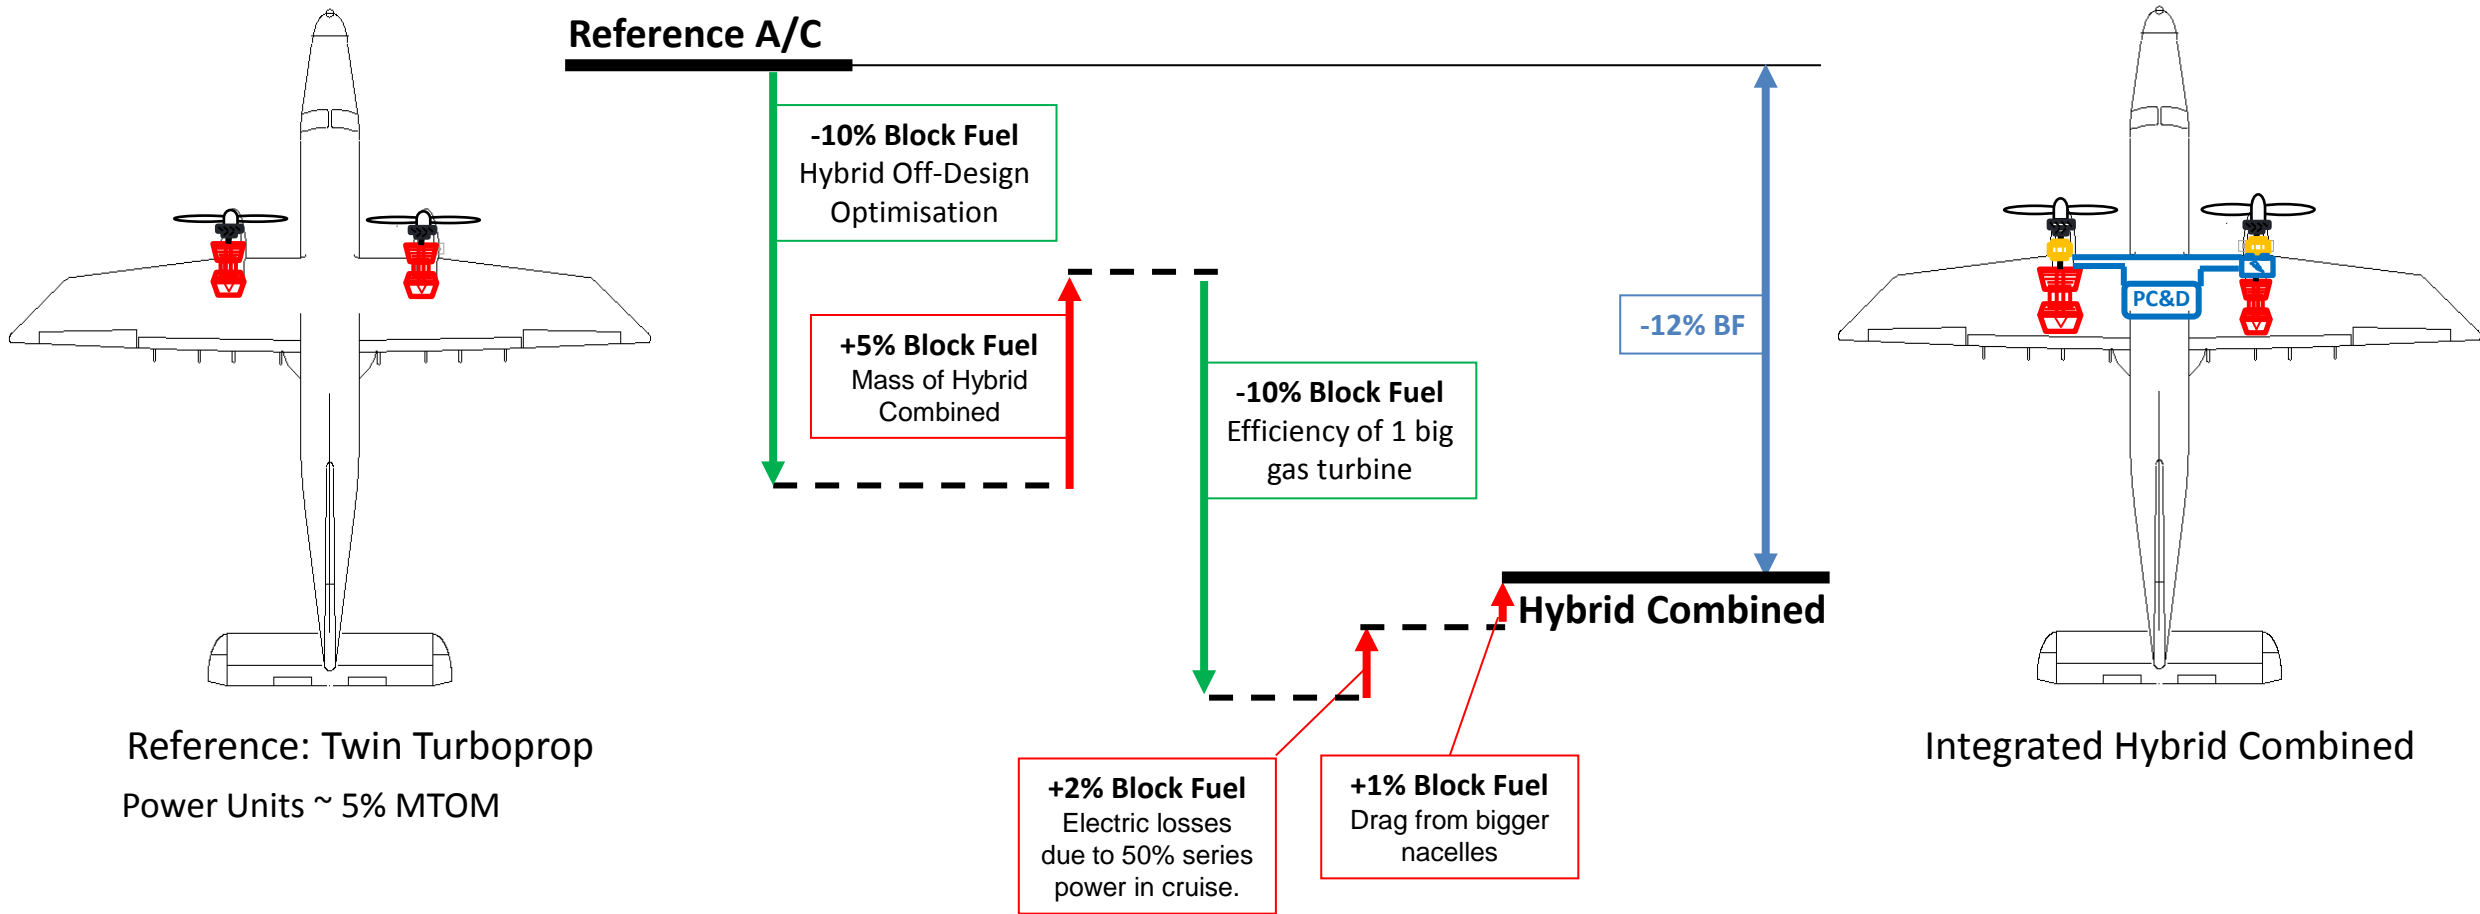 Reference A/C
-10% Block Fuel
Hybrid Off-Design
Optimisation
+5% Block Fuel
Mass of Hybrid
Combined
-10% Block Fuel
Efficiency of 1 big
gas turbine
-12% BF
PC&D
Hybrid Combined
Reference: Twin Turboprop
Power Units ~ 5% MTOM
+2% Block Fuel
Electric losses
due to 50% series
power in cruise.
+1% Block Fuel
Drag from bigger
nacelles
Integrated Hybrid Combined